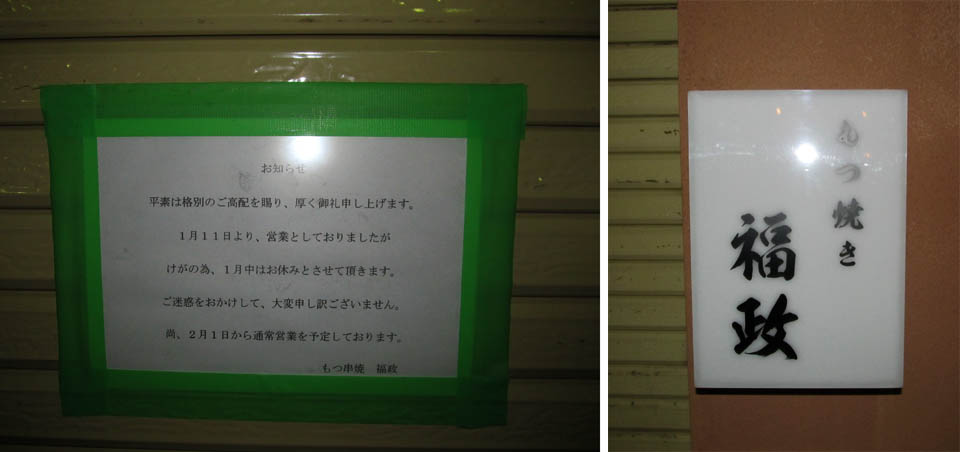 お知らせ
平素は格別のご高配を賜り、厚く御礼申し上げます。
1月11日より、営業としておりましたが
けがの為、1月中はお休みとさせて頂きます。
ご迷惑をおかけして、大変申し訳ございません。
尚、2月1日から通常営業を予定しております。
もつ串焼　福政
もつ焼き
福政